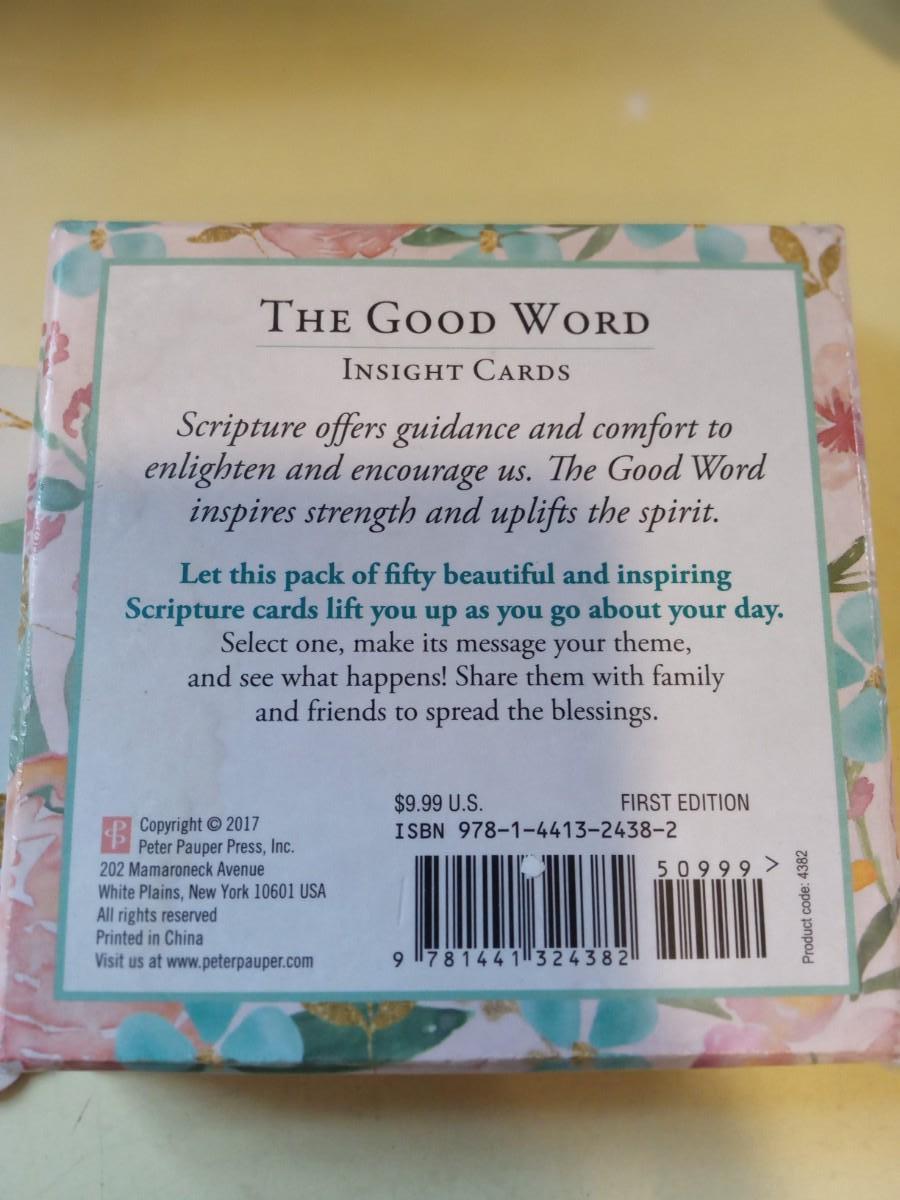 THE GOOD WORD
INSIGHT CARDS
Scripture offers guidance and comfort to
enlighten and encourage us. The Good Word
inspires strength and uplifts the spirit.
Let this pack of fifty beautiful and inspiring
Scripture cards lift you up as you go about your day.
Select one, make its message your theme,
and see what happens! Share them with family
and friends to spread the blessings.
Copyright © 2017
Peter Pauper Press, Inc.
202 Mamaroneck Avenue
White Plains, New York 10601 USA
All rights reserved
Printed in China
Visit us at www.peterpauper.com
$9.99 U.S. FIRST EDITION
ISBN 978-1-4413-2438-2
50999>
9 781441 324382
Product code: 4382